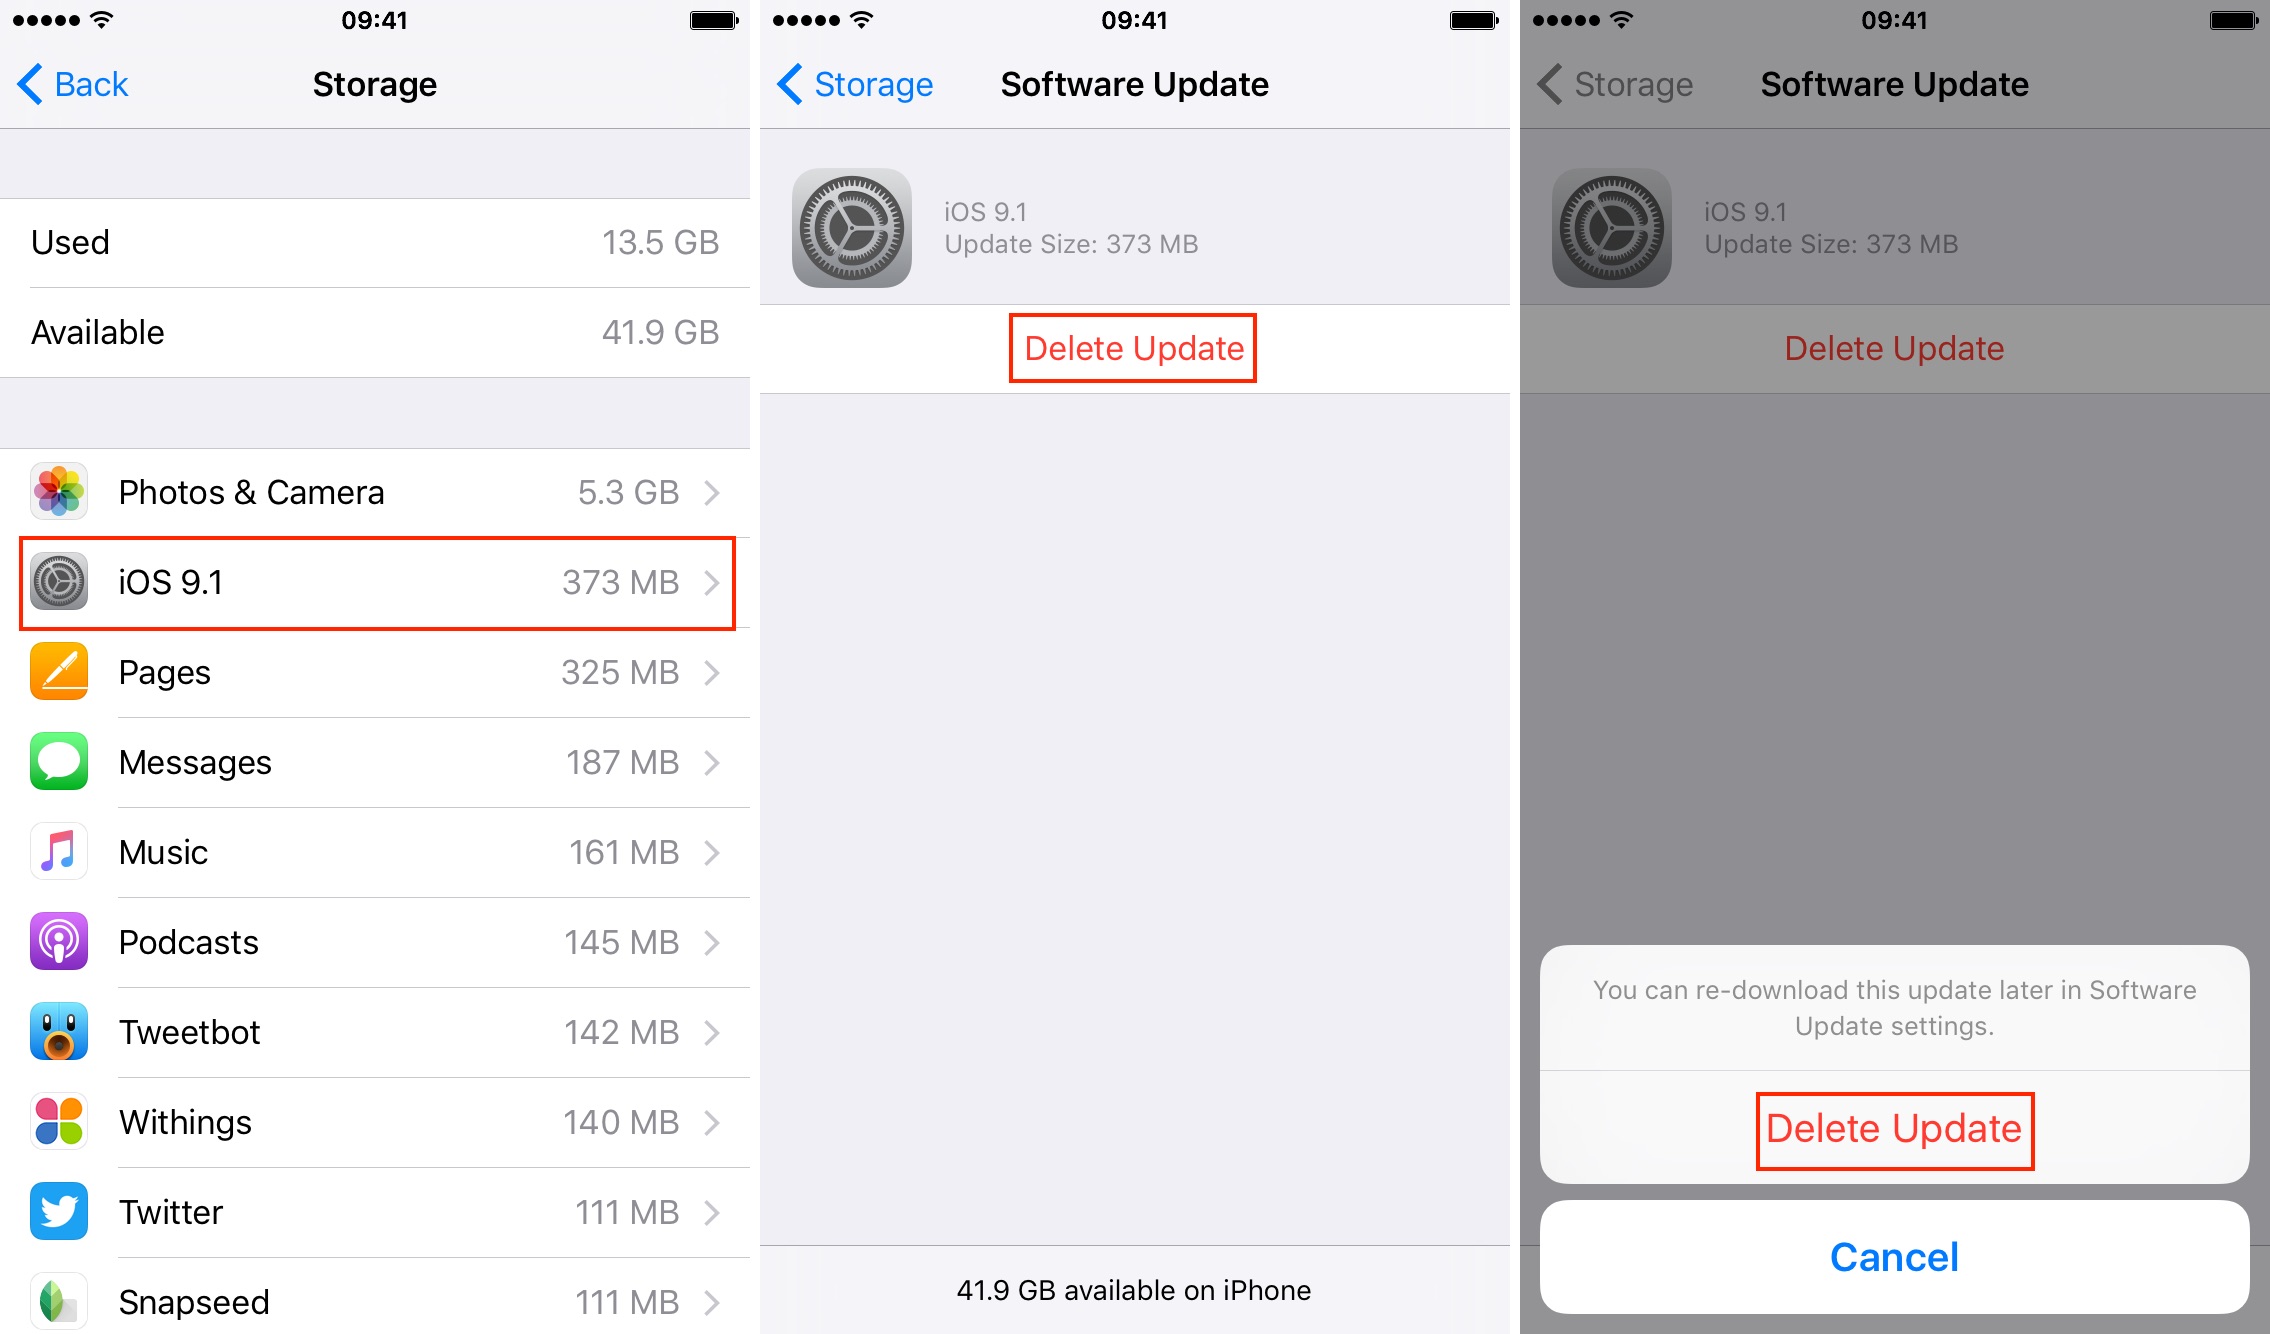 09:41
Back
Storage
Used 13.5 GB
Available 41.9 GB
Photos & Camera 5.3 GB
iOS 9.1 373 MB
Pages 325 MB
Messages 187 MB
Music 161 MB
Podcasts 145 MB
Tweetbot 142 MB
Withings 140 MB
Twitter 111 MB
Snapseed 111 MB
09:41
Storage
Software Update
iOS 9.1
Update Size: 373 MB
Delete Update
41.9 GB available on iPhone
09:41
Storage
Software Update
iOS 9.1
Update Size: 373 MB
Delete Update
You can re-download this update later in Software
Update settings.
Delete Update
Cancel